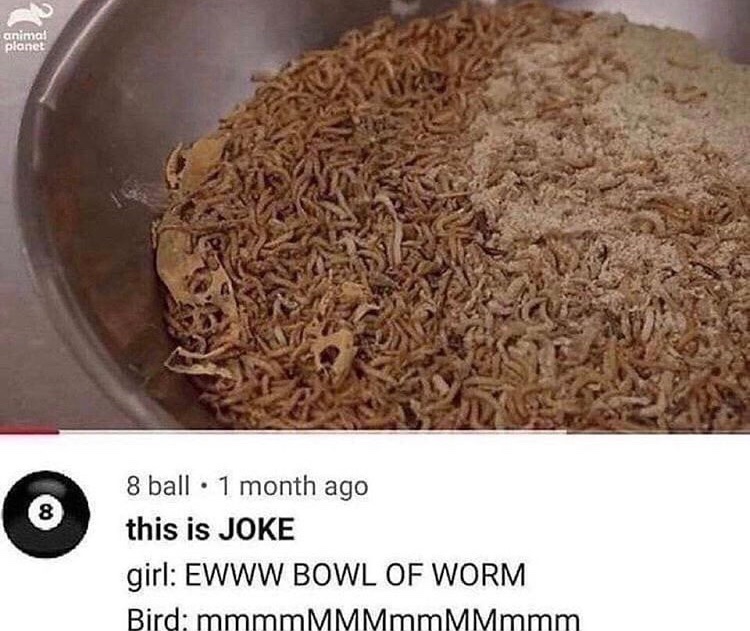 animal
planet
8 ball • 1 month ago
8
this is JOKE
girl: EWWW BOWL OF WORM
Bird: mmmmMMMmmMMmmm